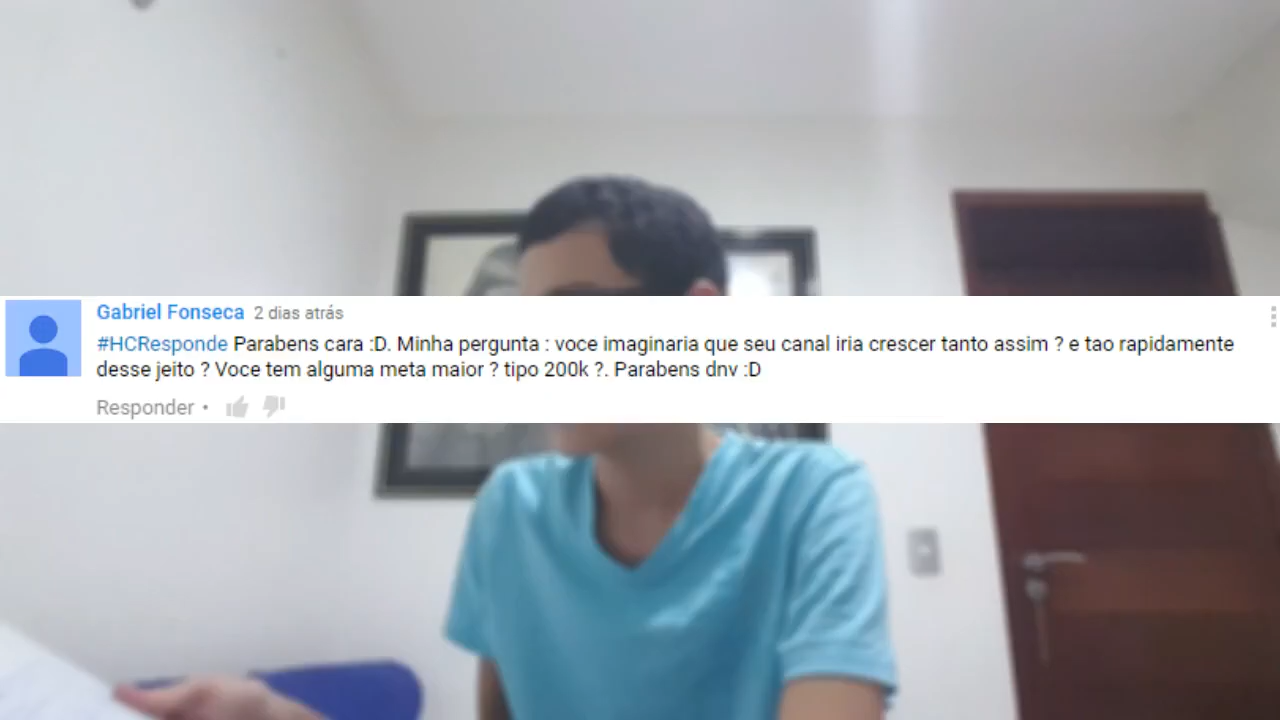 Gabriel Fonseca 2 dias atrás
#HCResponde Parabens cara :D. Minha pergunta : voce imaginaria que seu canal iria crescer tanto assim ? e tao rapidamente
desse jeito ? Voce tem alguma meta maior ? tipo 200k ?. Parabens dnv :D
Responder •